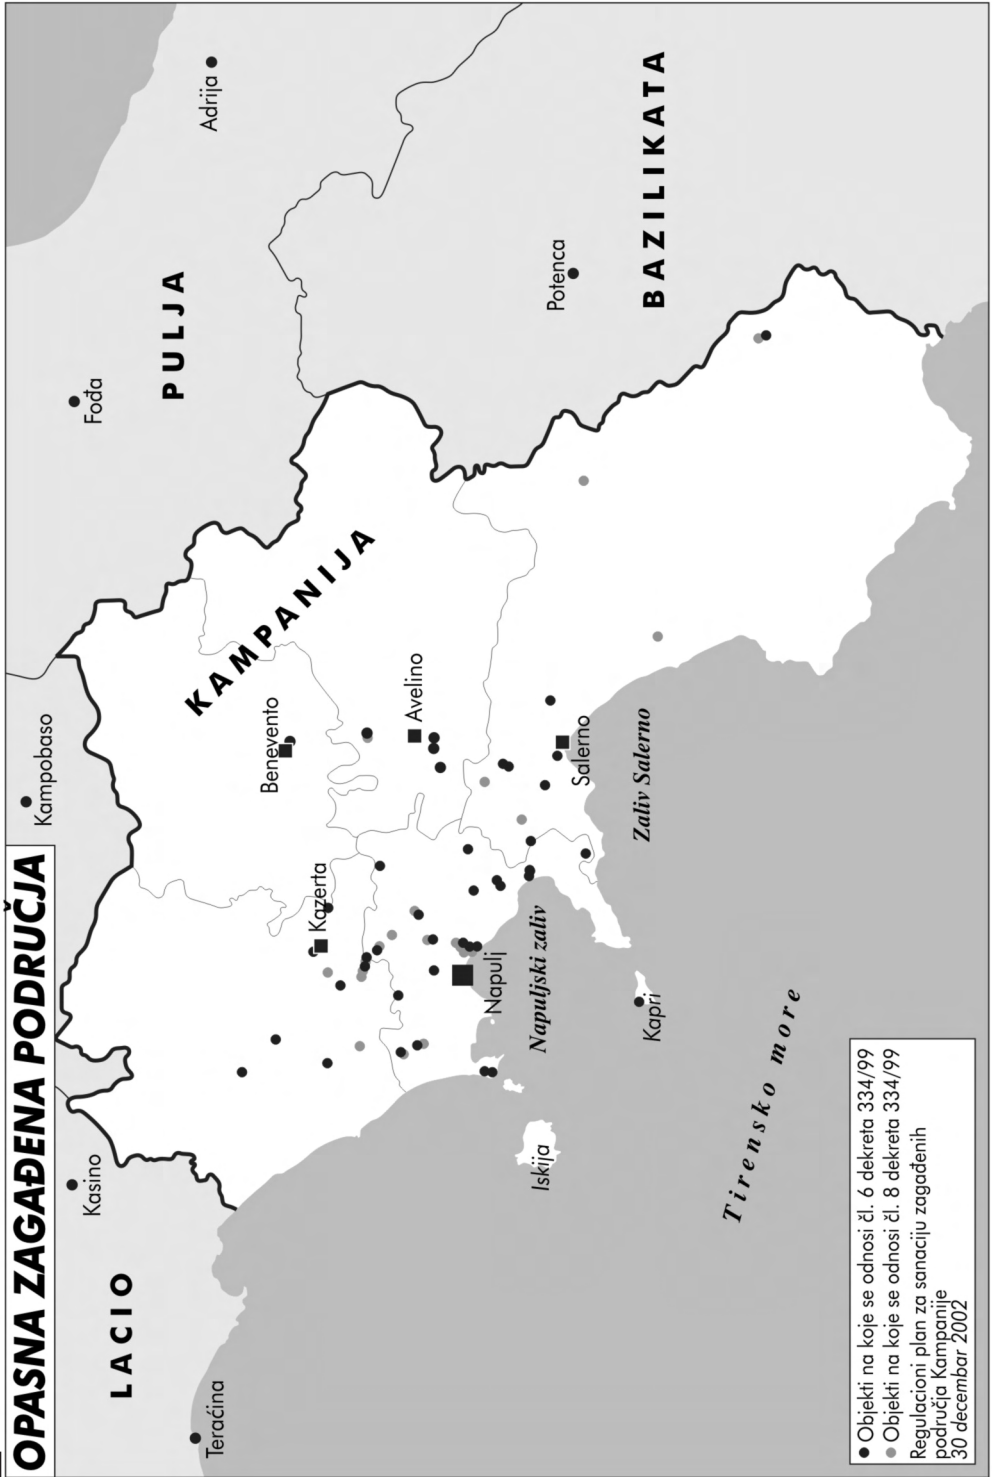 OPASNA ZAGAĐENA PODRUČJA
LACIO
Kasino
Teraćina
Kampobaso
PULJA
Fođa
Adrija
KAMPANIJA
Benevento
Avelino
Kazerta
Napulj
Salerno
BAZILIKATA
Potenca
Napuljski zaliv
Zaliv Salerno
Iskija
Kapri
Tirensko more
Objekti na koje se odnosi čl. 6 dekreta 334/99
Objekti na koje se odnosi čl. 8 dekreta 334/99
Regulacioni plan za sanaciju zagađenih
područja Kampanije
30 decembar 2002